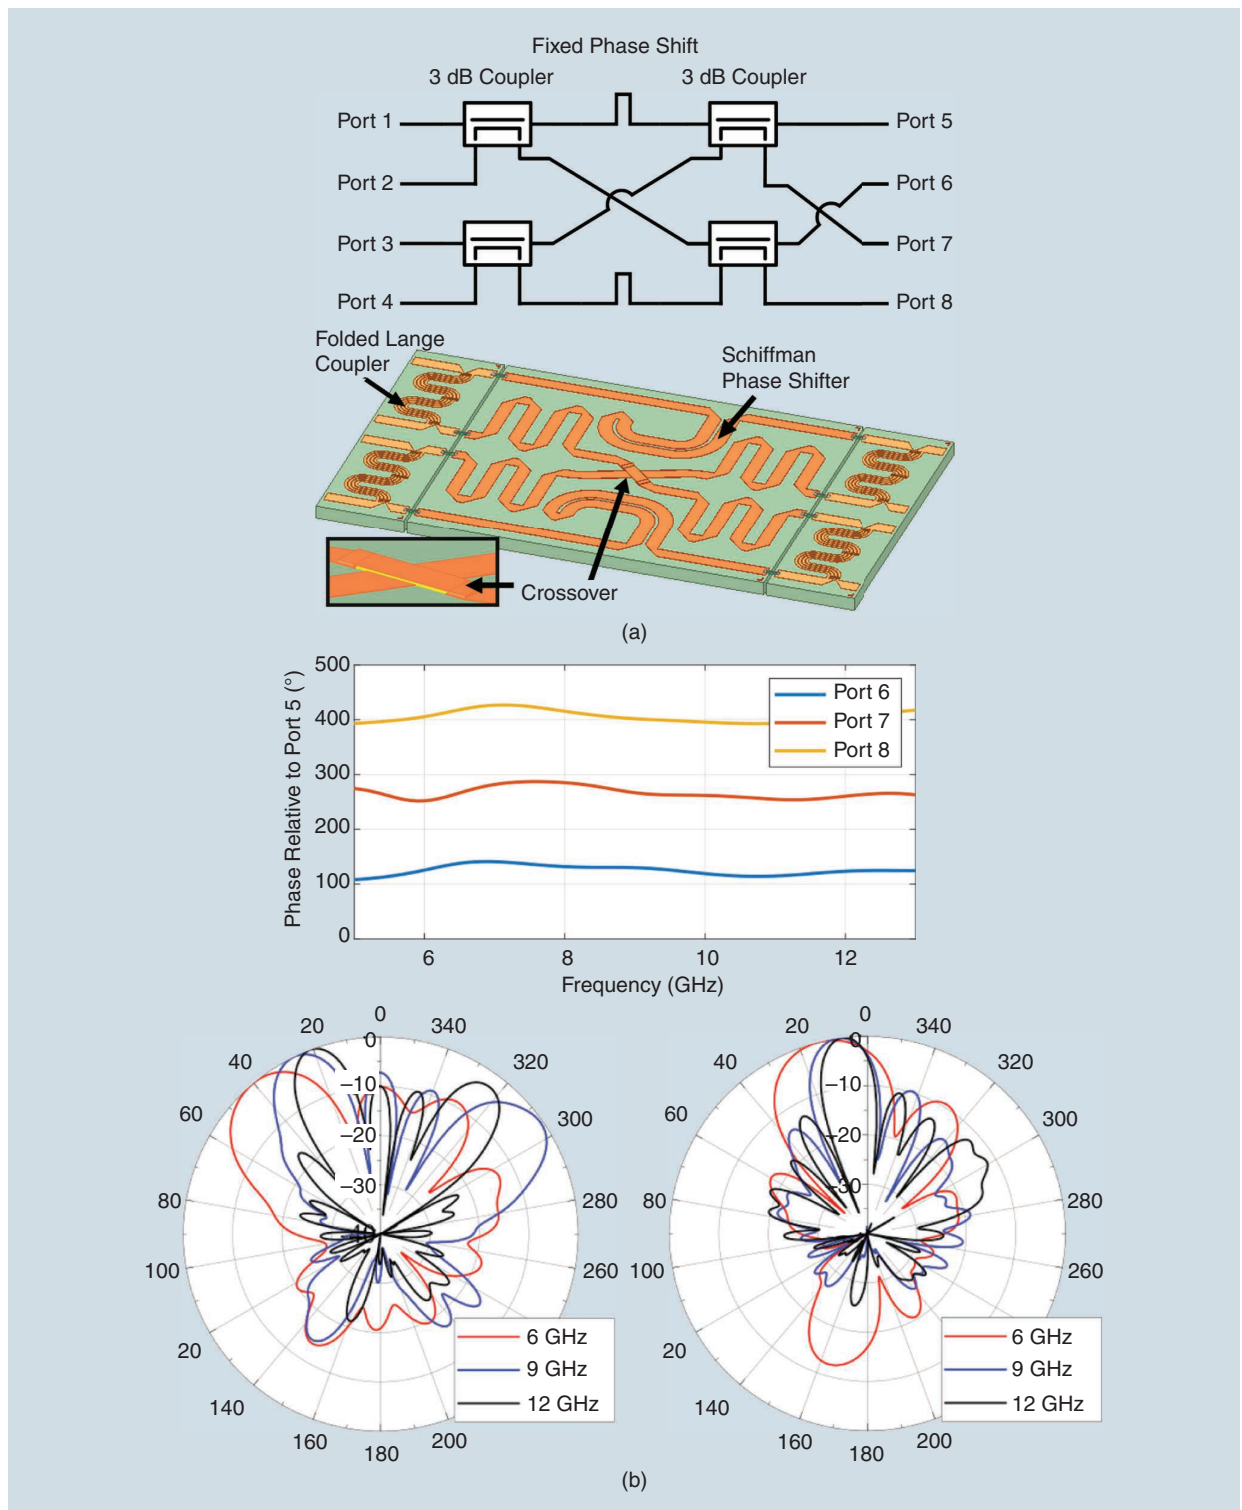 Fixed Phase Shift
3 dB Coupler 3 dB Coupler
Port 1 Port 5
Port 2 Port 6
Port 3 Port 7
Port 4 Port 8
Folded Lange
Coupler
Schiffman
Phase Shifter
Crossover
(a)
Phase Relative to Port 5 (°)
500
400
300
200
100
0
Port 6
Port 7
Port 8
6 8 10 12
Frequency (GHz)
0
20 340
40 320
60 300
80 280
100 260
20
140
160 200
180
0
−10
−20
−30
6 GHz
9 GHz
12 GHz
0
20 340
40 320
60 300
80 280
100 260
20
140
160 200
180
0
−10
−20
−30
6 GHz
9 GHz
12 GHz
(b)